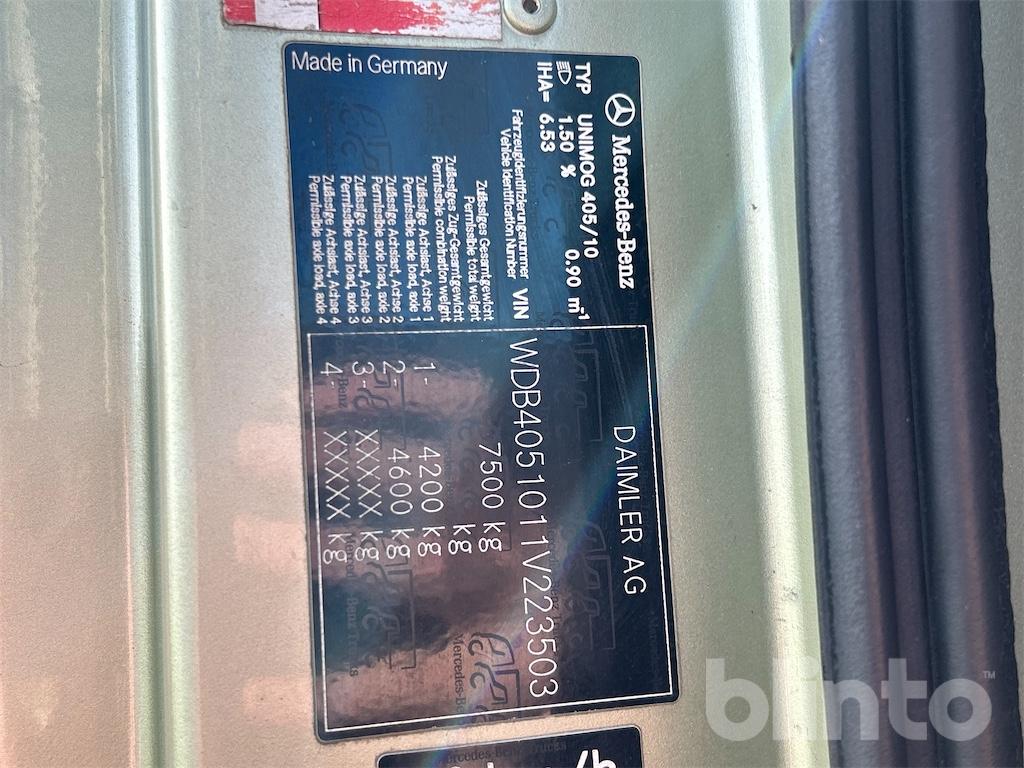 Mercedes-Benz
DAIMLER AG
TYP UNIMOG 405/10
1.50 % 0.90 m-1
IHA= 6.53
Fahrzeugidentifizierungsnummer
Vehicle Identification Number VIN WDB4051011V223503
Zulässiges Gesamtgewicht
Permissible total weight 7500 kg
Zulässiges Zug-Gesamtgewicht
Permissible combination weight kg
Zulässige Achslast, Achse 1
Permissible axle load, axle 1 1- 4200 kg
Zulässige Achslast, Achse 2
Permissible axle load, axle 2 2- 4600 kg
Zulässige Achslast, Achse 3
Permissible axle load, axle 3 3- XXXXX kg
Zulässige Achslast, Achse 4
Permissible axle load, axle 4 4- XXXXX kg
Made in Germany
blinto™